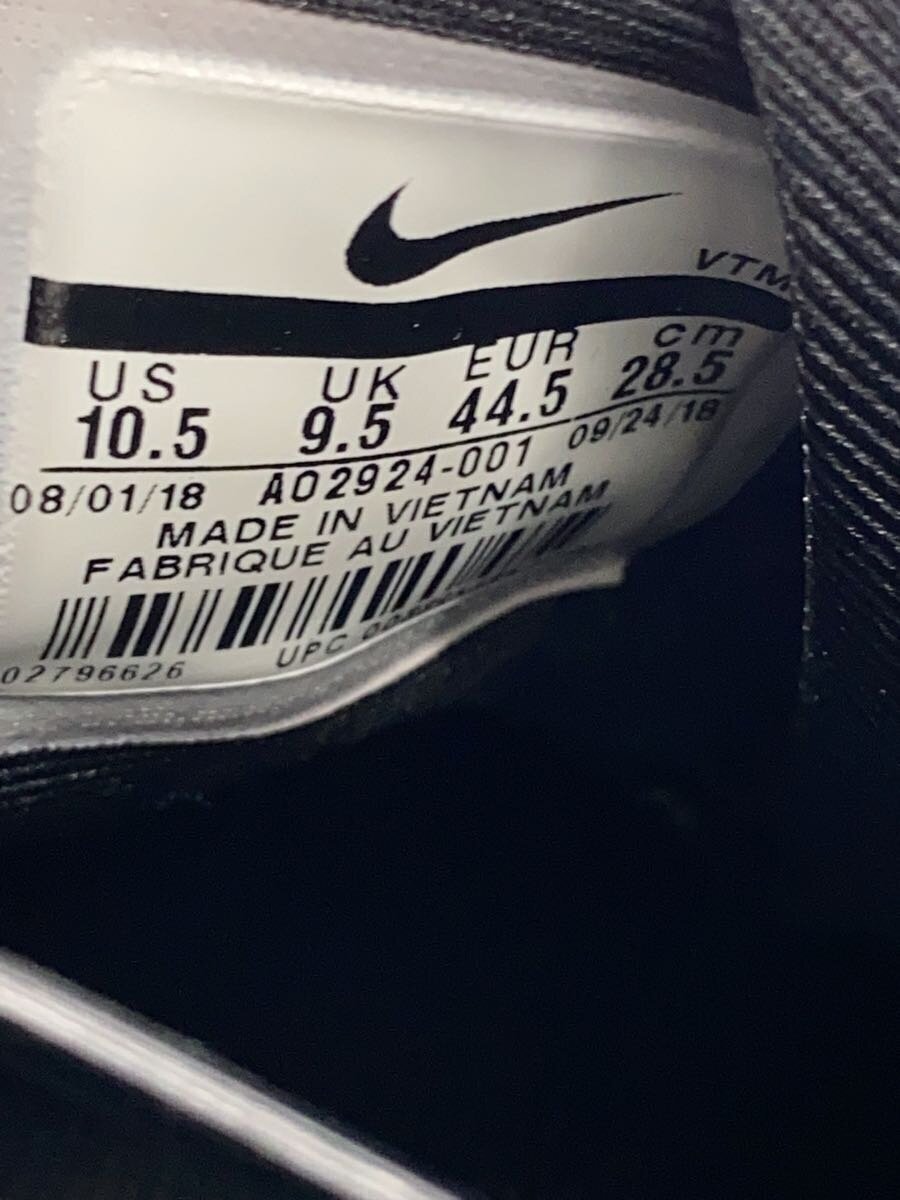 VTM
US UK EUR cm
10.5 9.5 44.5 28.5
08/01/18 AO2924-001 09/24/18
MADE IN VIETNAM
FABRIQUE AU VIETNAM
02796626 UPC